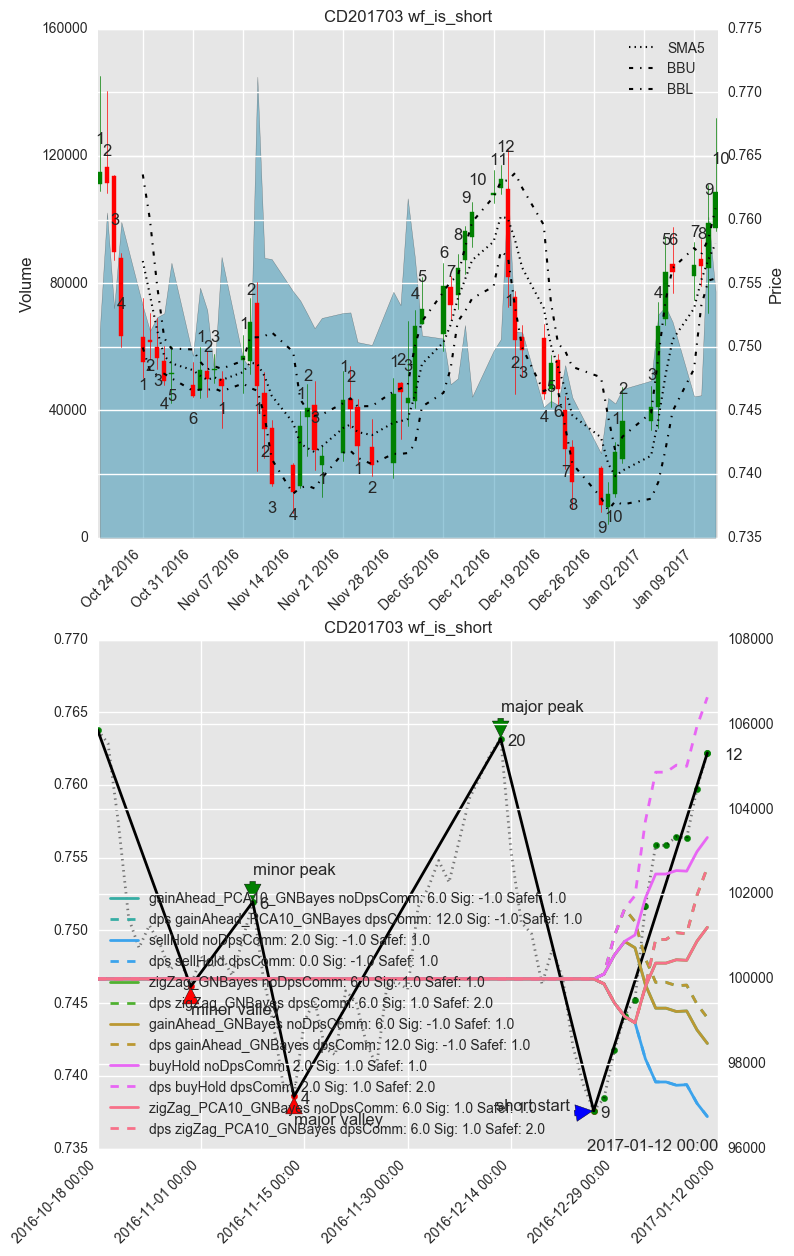 CD201703 wf_is_short
160000
120000
80000
40000
0
Volume
0.775
0.770
0.765
0.760
0.755
0.750
0.745
0.740
0.735
Price
SMA5
BBU
BBL
Oct 24 2016
Oct 31 2016
Nov 07 2016
Nov 14 2016
Nov 21 2016
Nov 28 2016
Dec 05 2016
Dec 12 2016
Dec 19 2016
Dec 26 2016
Jan 02 2017
Jan 09 2017
CD201703 wf_is_short
0.770
0.765
0.760
0.755
0.750
0.745
0.740
0.735
108000
106000
104000
102000
100000
98000
96000
major peak
20
12
minor peak
6
minor valley
4
major valley
short start
9
gainAhead_PCA10_GNBayes noDpsComm: 6.0 Sig: -1.0 Safef: 1.0
dps gainAhead_PCA10_GNBayes dpsComm: 12.0 Sig: -1.0 Safef: 1.0
sellHold noDpsComm: 2.0 Sig: -1.0 Safef: 1.0
dps sellHold dpsComm: 0.0 Sig: -1.0 Safef: 1.0
zigZag_GNBayes noDpsComm: 6.0 Sig: 1.0 Safef: 1.0
dps zigZag_GNBayes dpsComm: 6.0 Sig: 1.0 Safef: 2.0
gainAhead_GNBayes noDpsComm: 6.0 Sig: -1.0 Safef: 1.0
dps gainAhead_GNBayes dpsComm: 12.0 Sig: -1.0 Safef: 1.0
buyHold noDpsComm: 2.0 Sig: 1.0 Safef: 1.0
dps buyHold dpsComm: 2.0 Sig: 1.0 Safef: 2.0
zigZag_PCA10_GNBayes noDpsComm: 6.0 Sig: 1.0 Safef: 1.0
dps zigZag_PCA10_GNBayes dpsComm: 6.0 Sig: 1.0 Safef: 2.0
2017-01-12 00:00
2016-10-18 00:00
2016-11-01 00:00
2016-11-15 00:00
2016-11-30 00:00
2016-12-14 00:00
2016-12-29 00:00
2017-01-12 00:00